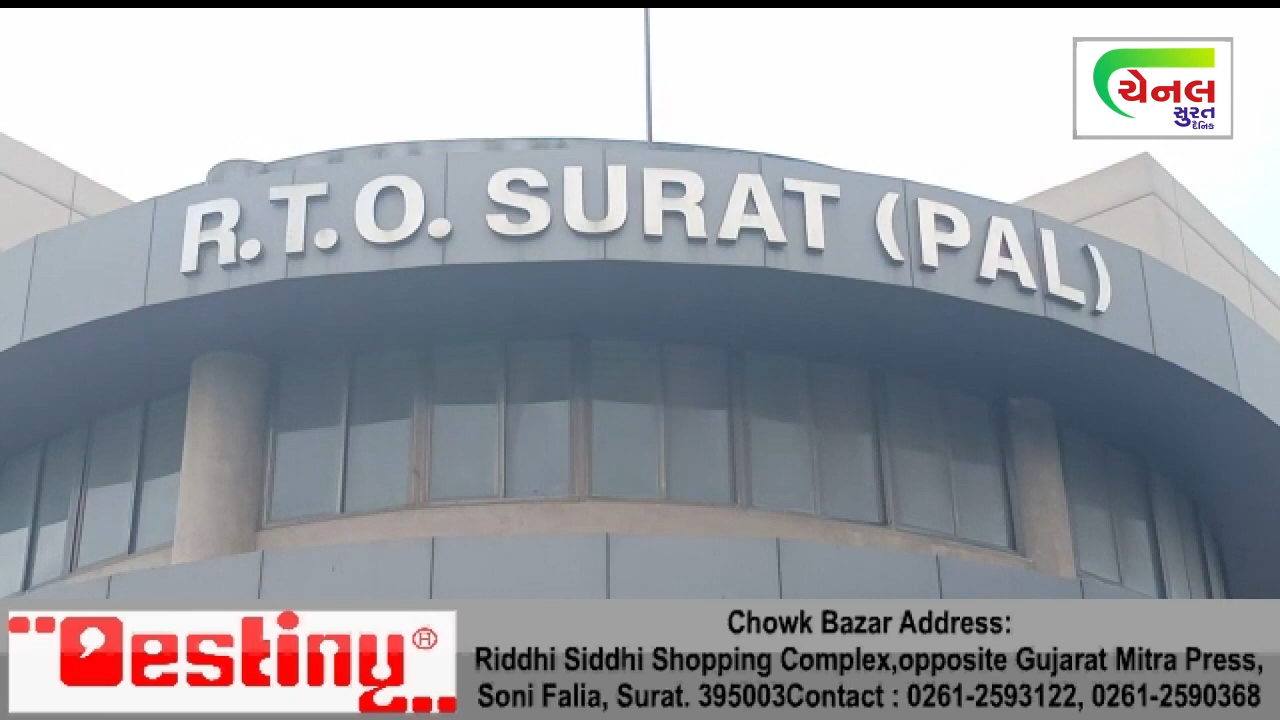 ચેનલ
સુરત
દૈનિક
R.T.O. SURAT (PAL)
Destiny®
Chowk Bazar Address:
Riddhi Siddhi Shopping Complex,opposite Gujarat Mitra Press,
Soni Falia, Surat. 395003Contact : 0261-2593122, 0261-2590368